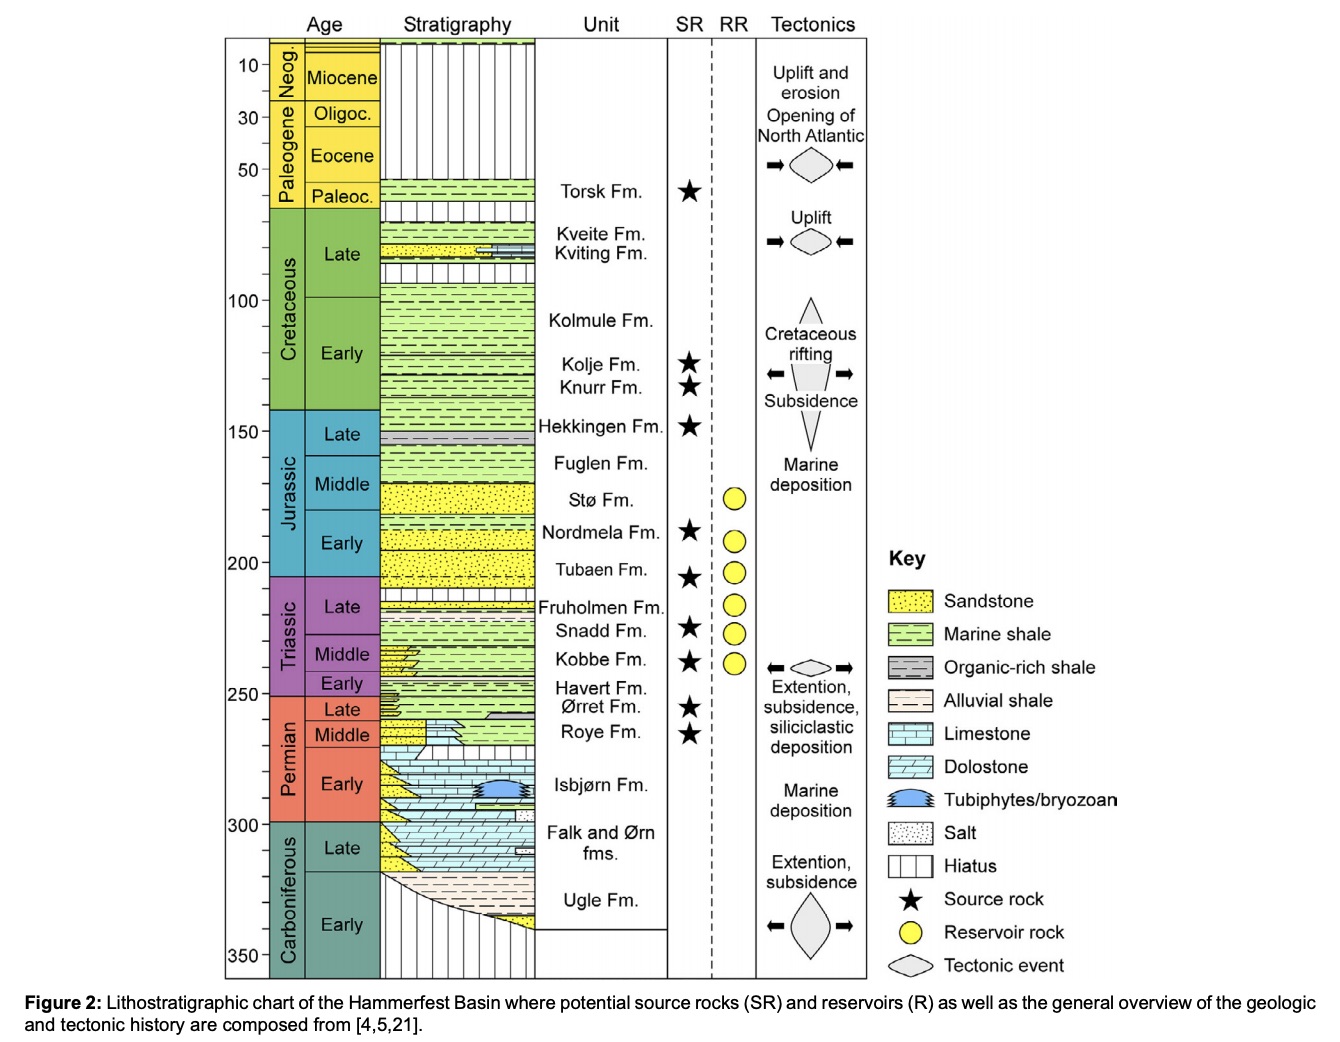 Age Stratigraphy Unit SR RR Tectonics
10
30
50
100
150
200
250
300
350
Neog.
Paleogene
Cretaceous
Jurassic
Triassic
Permian
Carboniferous
Miocene
Oligoc.
Eocene
Paleoc.
Late
Early
Late
Middle
Early
Late
Middle
Early
Late
Middle
Early
Late
Early
Torsk Fm.
Kveite Fm.
Kviting Fm.
Kolmule Fm.
Kolje Fm.
Knurr Fm.
Hekkingen Fm.
Fuglen Fm.
Stø Fm.
Nordmela Fm.
Tubaen Fm.
Fruholmen Fm.
Snadd Fm.
Kobbe Fm.
Havert Fm.
Ørret Fm.
Roye Fm.
Isbjørn Fm.
Falk and Ørn
fms.
Ugle Fm.
Uplift and
erosion
Opening of
North Atlantic
Uplift
Cretaceous
rifting
Subsidence
Marine
deposition
Extention,
subsidence,
siliciclastic
deposition
Marine
deposition
Extention,
subsidence
Key
Sandstone
Marine shale
Organic-rich shale
Alluvial shale
Limestone
Dolostone
Tubiphytes/bryozoan
Salt
Hiatus
Source rock
Reservoir rock
Tectonic event
Figure 2: Lithostratigraphic chart of the Hammerfest Basin where potential source rocks (SR) and reservoirs (R) as well as the general overview of the geologic
and tectonic history are composed from [4,5,21].